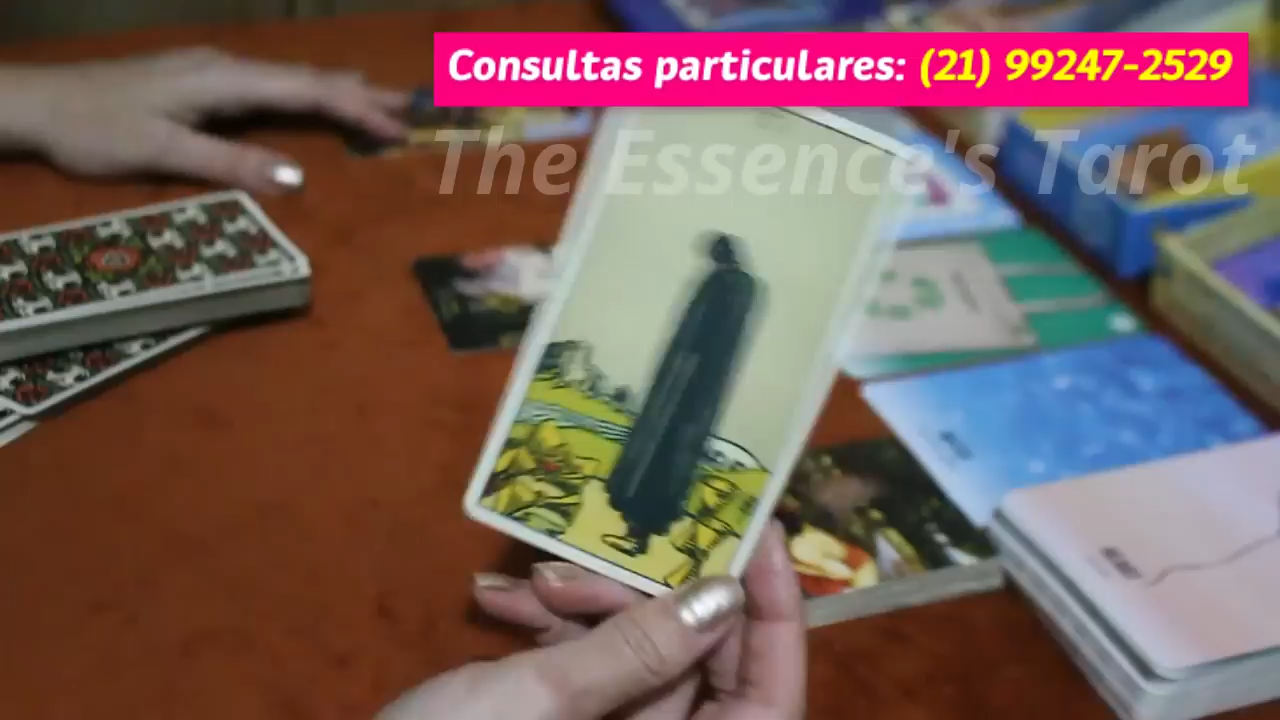 Consultas particulares: (21) 99247-2529
The Essence's Tarot